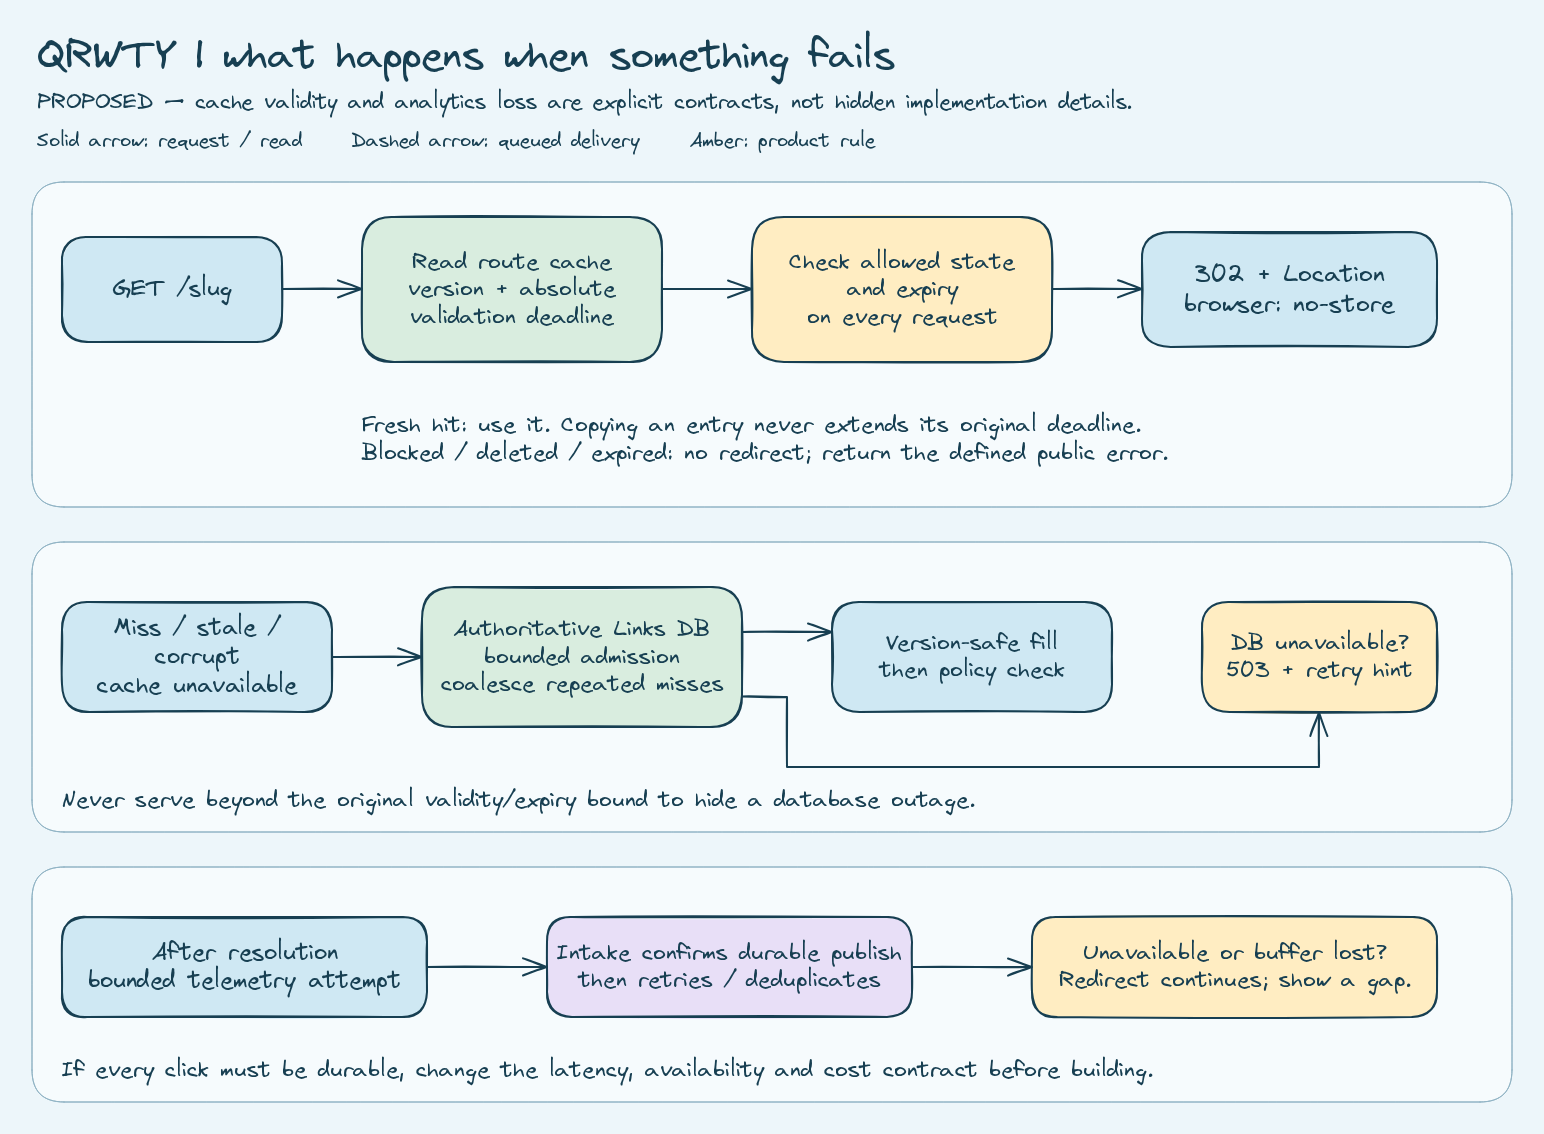 QRWTY | what happens when something fails
PROPOSED — cache validity and analytics loss are explicit contracts, not hidden implementation details.
Solid arrow: request / read
Dashed arrow: queued delivery
Amber: product rule
GET /slug
Read route cache
version + absolute
validation deadline
Check allowed state
and expiry
on every request
302 + Location
browser: no-store
Fresh hit: use it. Copying an entry never extends its original deadline.
Blocked / deleted / expired: no redirect; return the defined public error.
Miss / stale /
corrupt
cache unavailable
Authoritative Links DB
bounded admission
coalesce repeated misses
Version-safe fill
then policy check
DB unavailable?
503 + retry hint
Never serve beyond the original validity/expiry bound to hide a database outage.
After resolution
bounded telemetry attempt
Intake confirms durable publish
then retries / deduplicates
Unavailable or buffer lost?
Redirect continues; show a gap.
If every click must be durable, change the latency, availability and cost contract before building.